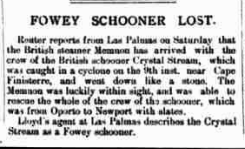 FOWEY SCHOONER LOST.
Reuter reports from Las Palmas on Saturday that
the British steamer Memnon has arrived with the
crew of the British schooner Crystal Stream, which
was caught in a cyclone on the 9th inst. near Cape
Finisterre, and went down like a stone. The
Memnon was luckily within sight, and was able to
rescue the whole of the crew of the schooner, which
was from Oporto to Newport with slates.
Lloyd's agent at Las Palmas describes the Crystal
Stream as a Fowey schooner.